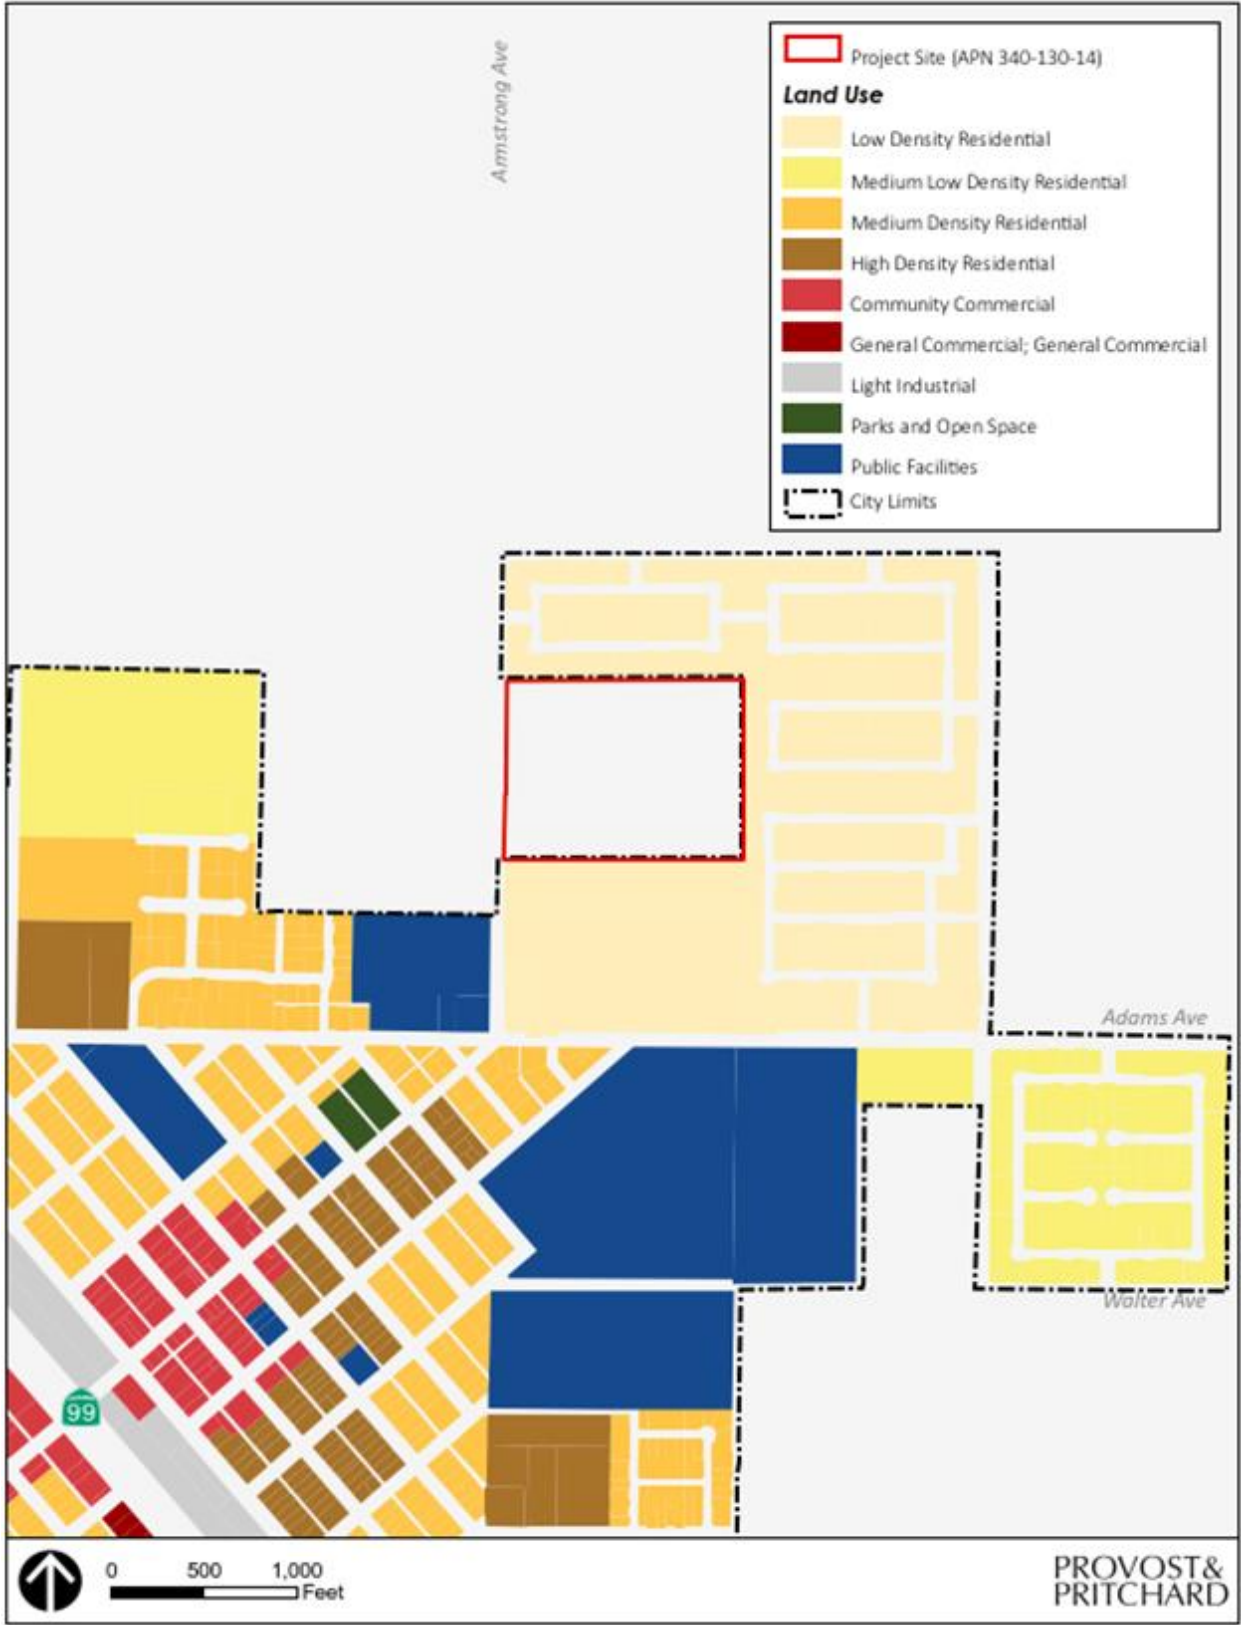 Armstrong Ave
Project Site (APN 340-130-14)
Land Use
Low Density Residential
Medium Low Density Residential
Medium Density Residential
High Density Residential
Community Commercial
General Commercial; General Commercial
Light Industrial
Parks and Open Space
Public Facilities
City Limits
Adams Ave
Walter Ave
99
0 500 1,000
Feet
PROVOST&
PRITCHARD